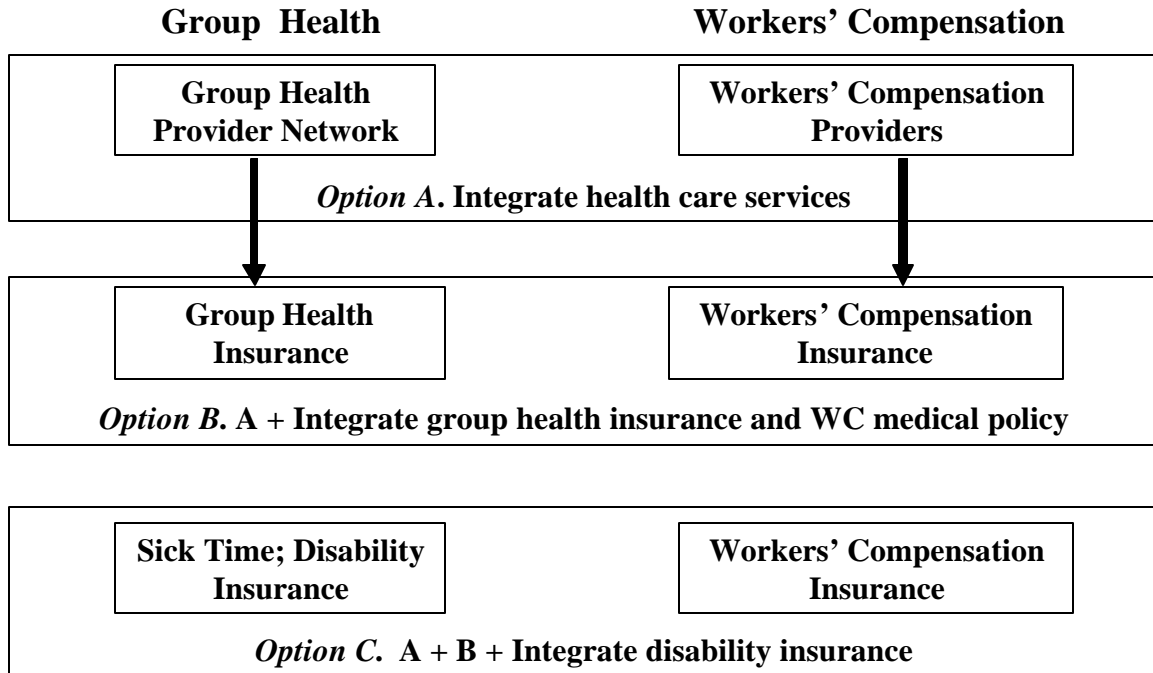 Group Health
Workers’ Compensation
Group Health
Provider Network
Workers’ Compensation
Providers
Option A. Integrate health care services
Group Health
Insurance
Workers’ Compensation
Insurance
Option B. A + Integrate group health insurance and WC medical policy
Sick Time; Disability
Insurance
Workers’ Compensation
Insurance
Option C. A + B + Integrate disability insurance